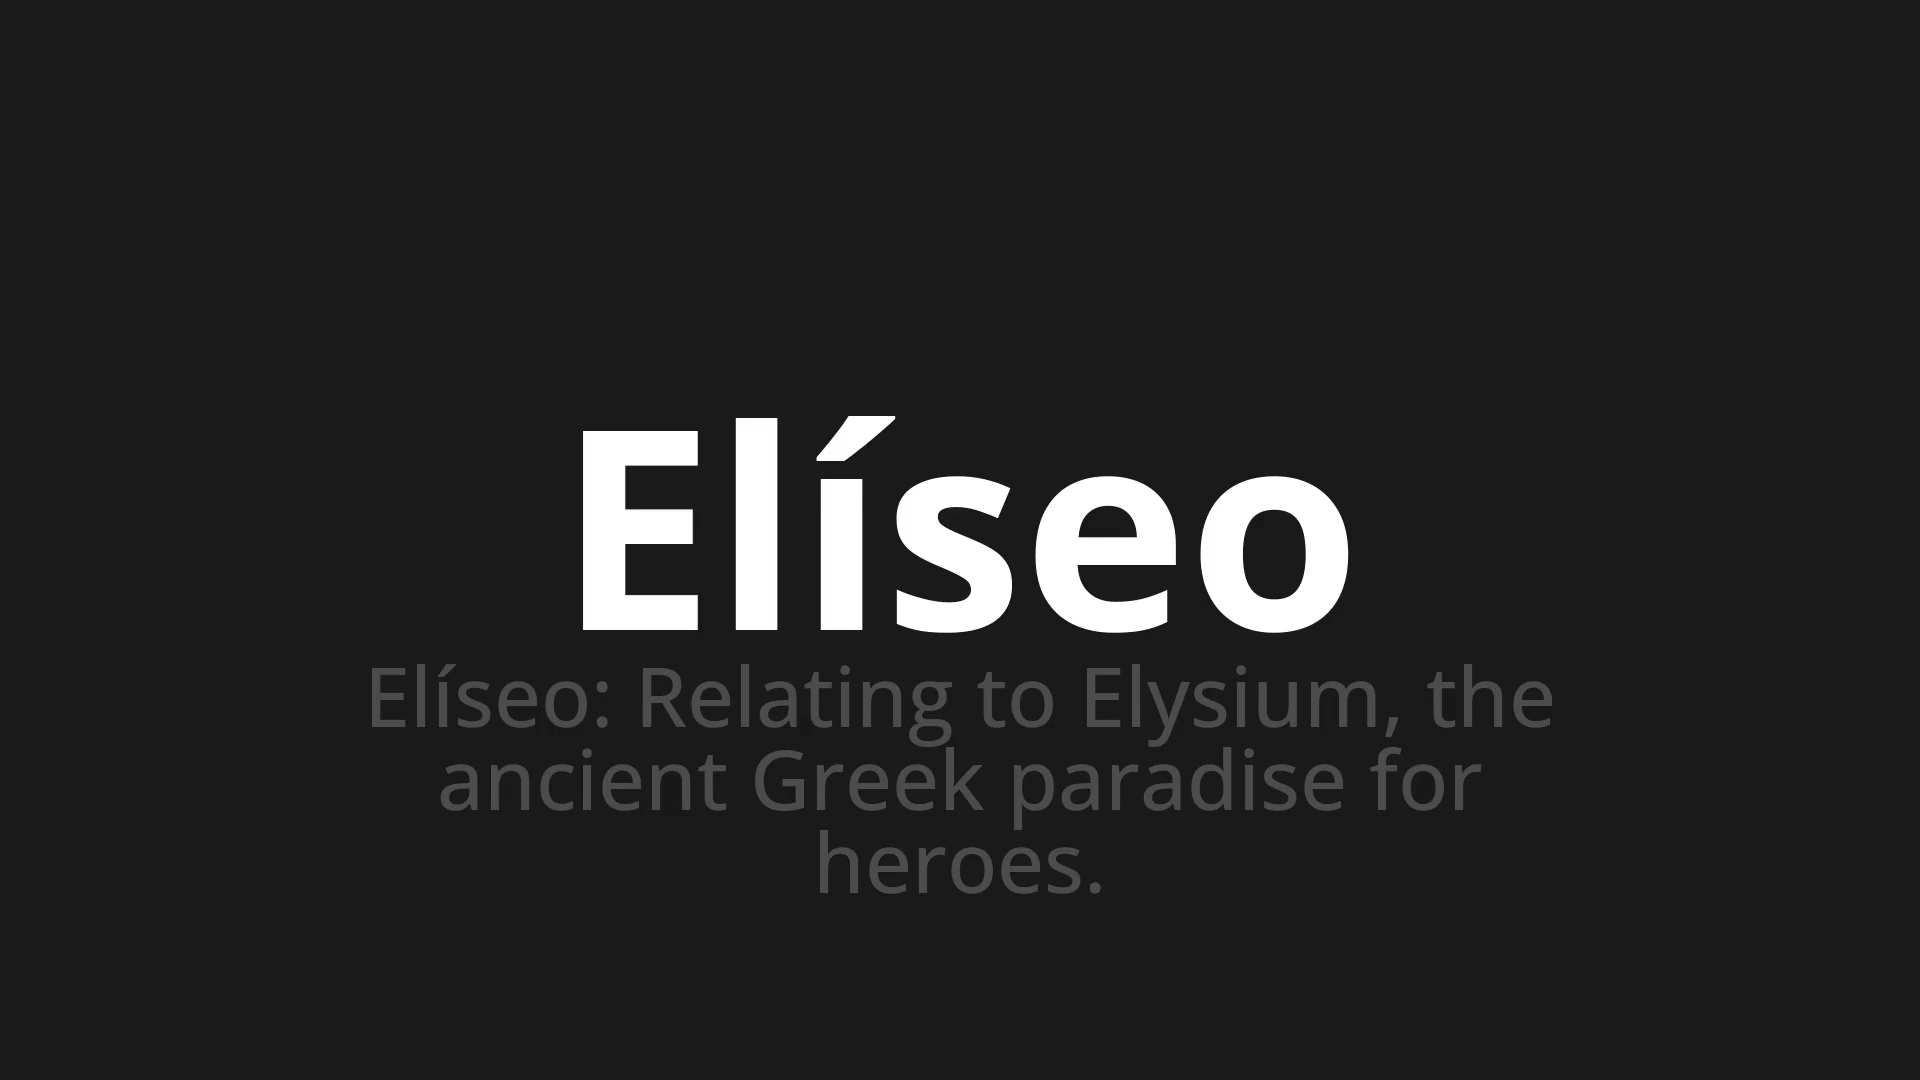 Elíseo
Elíseo: Relating to Elysium, the
ancient Greek paradise for
heroes.